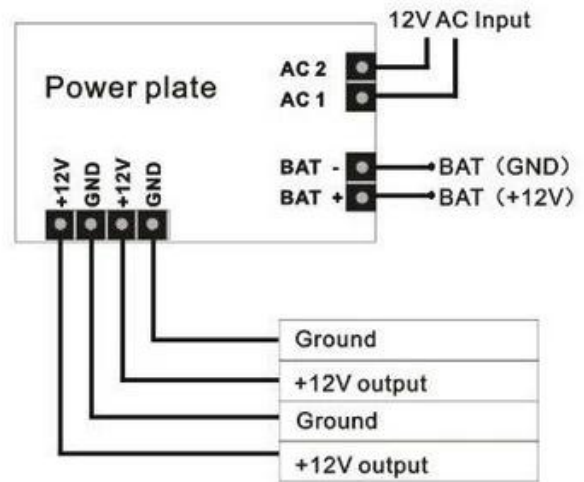 12V AC Input
AC 2
AC 1
Power plate
BAT - BAT（GND）
BAT + BAT（+12V）
+12V
GND
+12V
GND
Ground
+12V output
Ground
+12V output